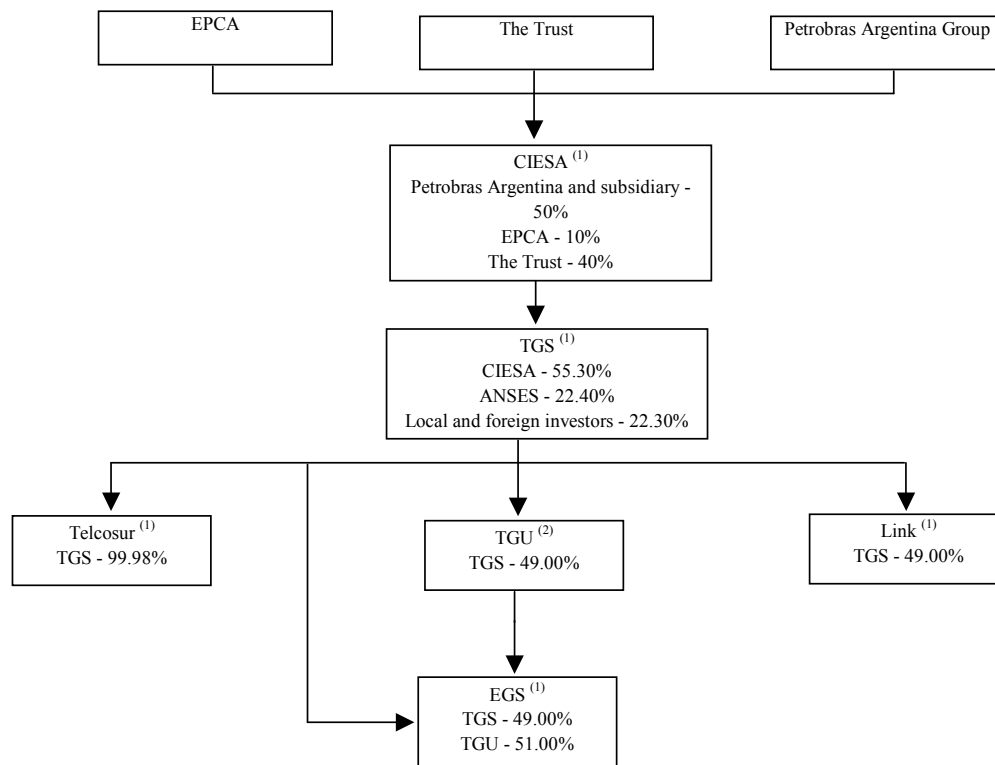 EPCA
The Trust
Petrobras Argentina Group
CIESA (1)
Petrobras Argentina and subsidiary -
50%
EPCA - 10%
The Trust - 40%
TGS (1)
CIESA - 55.30%
ANSES - 22.40%
Local and foreign investors - 22.30%
Telcosur (1)
TGS - 99.98%
TGU (2)
TGS - 49.00%
Link (1)
TGS - 49.00%
EGS (1)
TGS - 49.00%
TGU - 51.00%